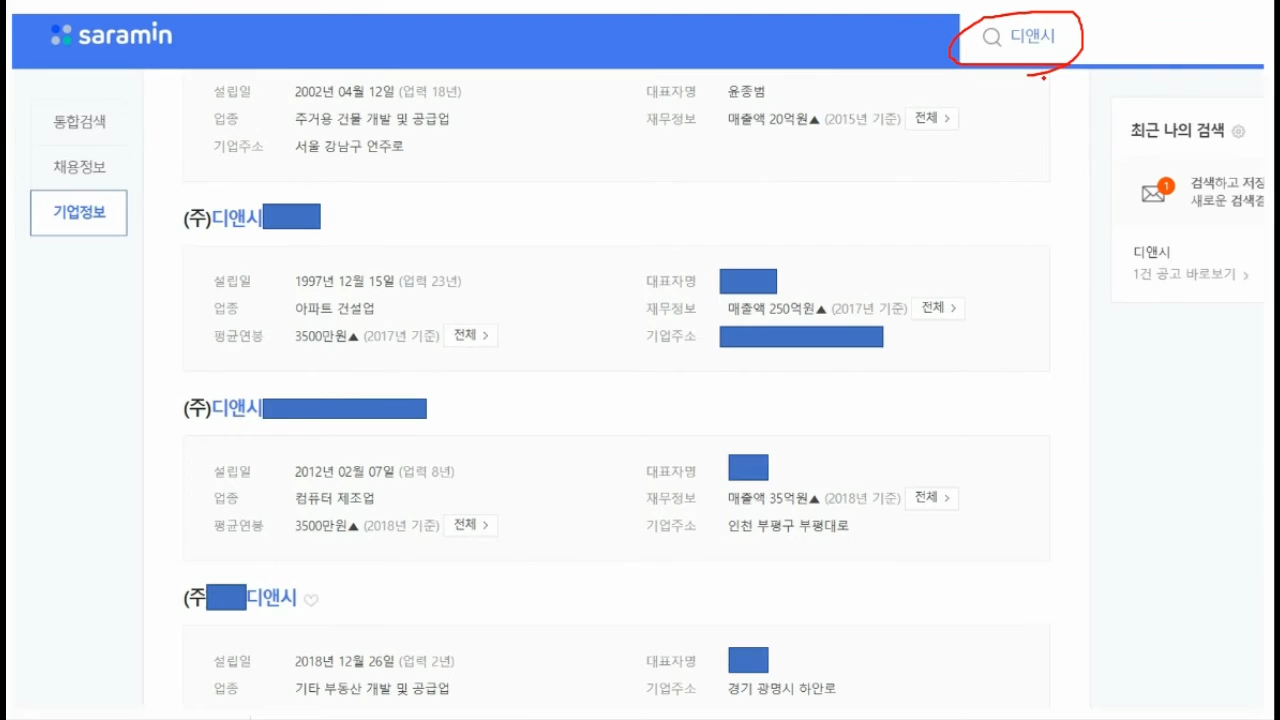 saramin
디앤시
통합검색
채용정보
기업정보
설립일 2002년 04월 12일 (업력 18년) 대표자명 윤종범
업종 주거용 건물 개발 및 공급업 재무정보 매출액 20억원▲ (2015년 기준) 전체 >
기업주소 서울 강남구 언주로
(주)디앤시
설립일 1997년 12월 15일 (업력 23년) 대표자명
업종 아파트 건설업 재무정보 매출액 250억원▲ (2017년 기준) 전체 >
평균연봉 3500만원▲ (2017년 기준) 전체 > 기업주소
(주)디앤시
설립일 2012년 02월 07일 (업력 8년) 대표자명
업종 컴퓨터 제조업 재무정보 매출액 35억원▲ (2018년 기준) 전체 >
평균연봉 3500만원▲ (2018년 기준) 전체 > 기업주소 인천 부평구 부평대로
(주 디앤시 ♡
설립일 2018년 12월 26일 (업력 2년) 대표자명
업종 기타 부동산 개발 및 공급업 기업주소 경기 광명시 하안로
최근 나의 검색
1
검색하고 저장
새로운 검색결
디앤시
1건 공고 바로보기 >